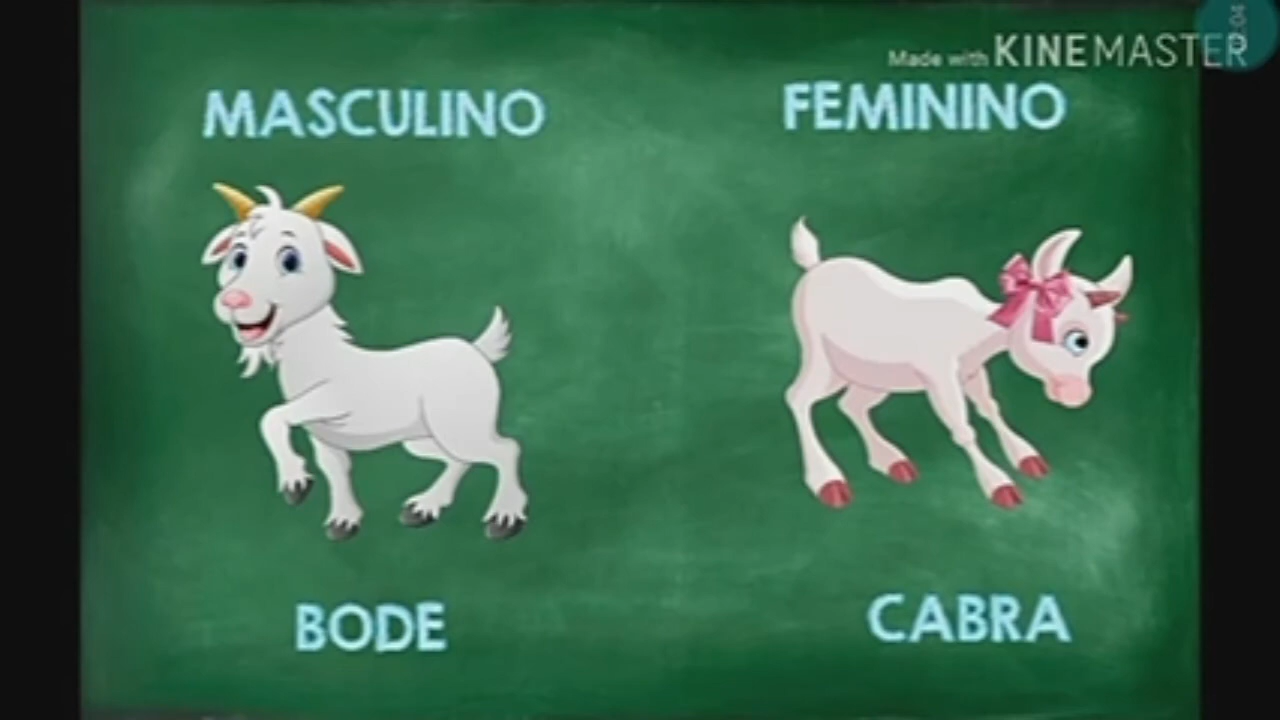 Made with KINEMASTER
MASCULINO
FEMININO
BODE
CABRA